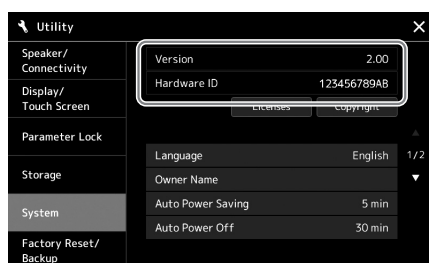 Utility
Speaker/
Connectivity
Display/
Touch Screen
Parameter Lock
Storage
System
Factory Reset/
Backup
Version 2.00
Hardware ID 123456789AB
Licenses Copyright
Language English
Owner Name
Auto Power Saving 5 min
Auto Power Off 30 min
1/2